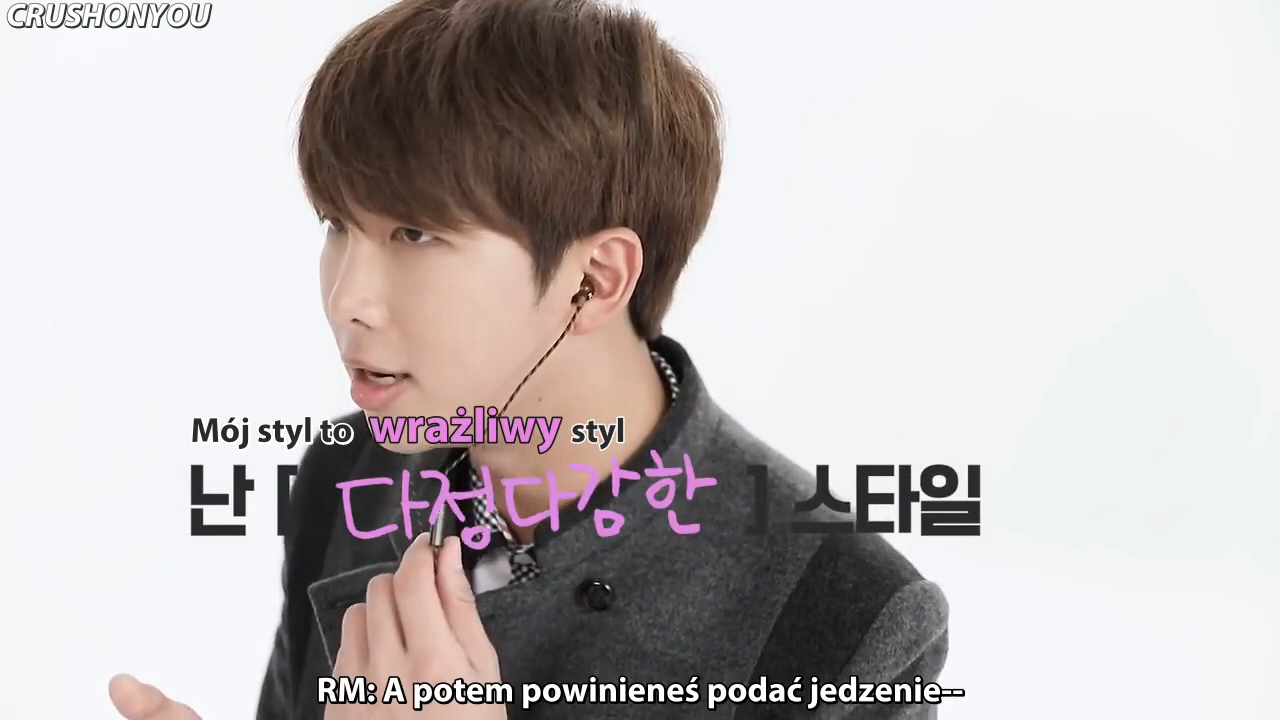 CRUSHONYOU
Mój styl to wrażliwy styl
난 다정다감한 스타일
RM: A potem powinieneś podać jedzenie--